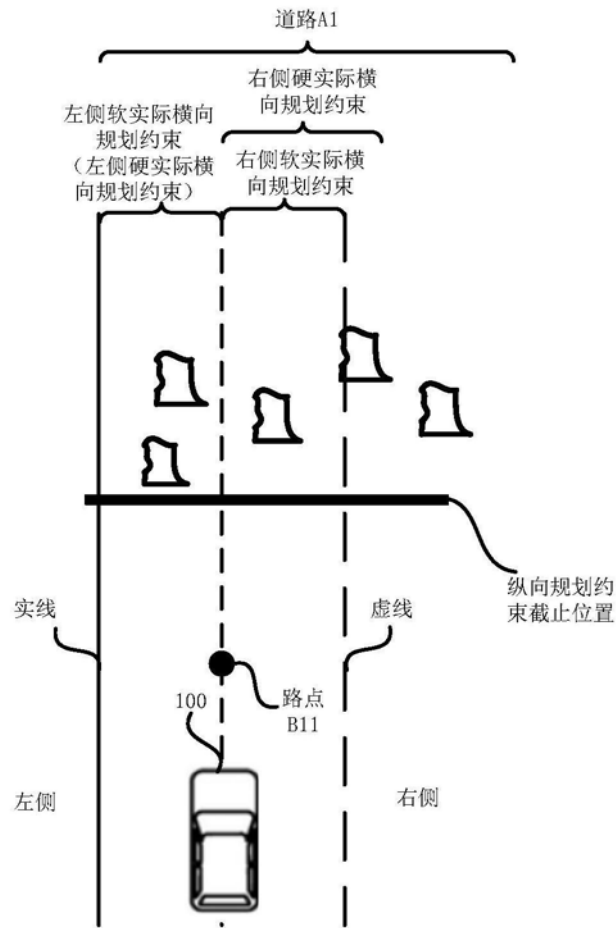 道路A1
右侧硬实际横
向规划约束
左侧软实际横向
规划约束
（左侧硬实际横
向规划约束）
右侧软实际横
向规划约束
纵向规划约
束截止位置
实线
虚线
100
路点
B11
左侧
右侧